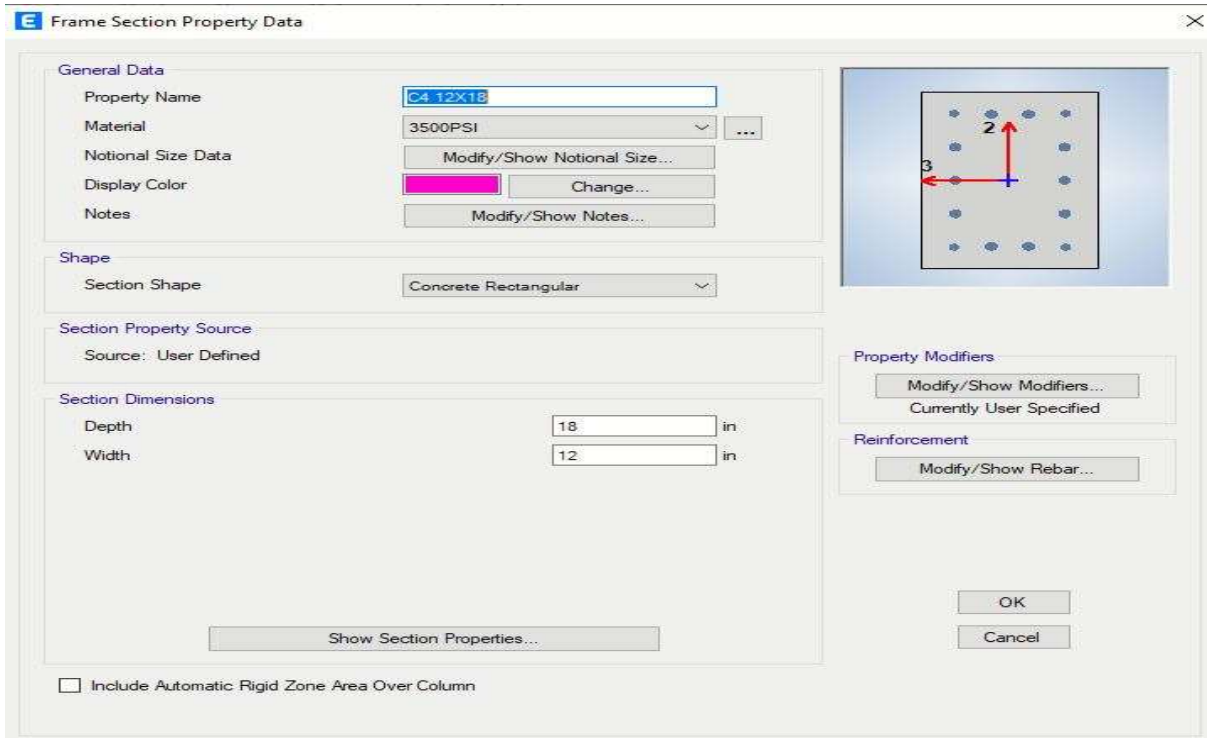 E Frame Section Property Data
General Data
Property Name C4 12X18
Material 3500PSI ...
Notional Size Data Modify/Show Notional Size...
Display Color Change...
Notes Modify/Show Notes...
2
3
Shape
Section Shape Concrete Rectangular
Section Property Source
Source: User Defined
Property Modifiers
Modify/Show Modifiers...
Currently User Specified
Section Dimensions
Depth 18 in
Width 12 in
Reinforcement
Modify/Show Rebar...
OK
Cancel
Show Section Properties...
Include Automatic Rigid Zone Area Over Column